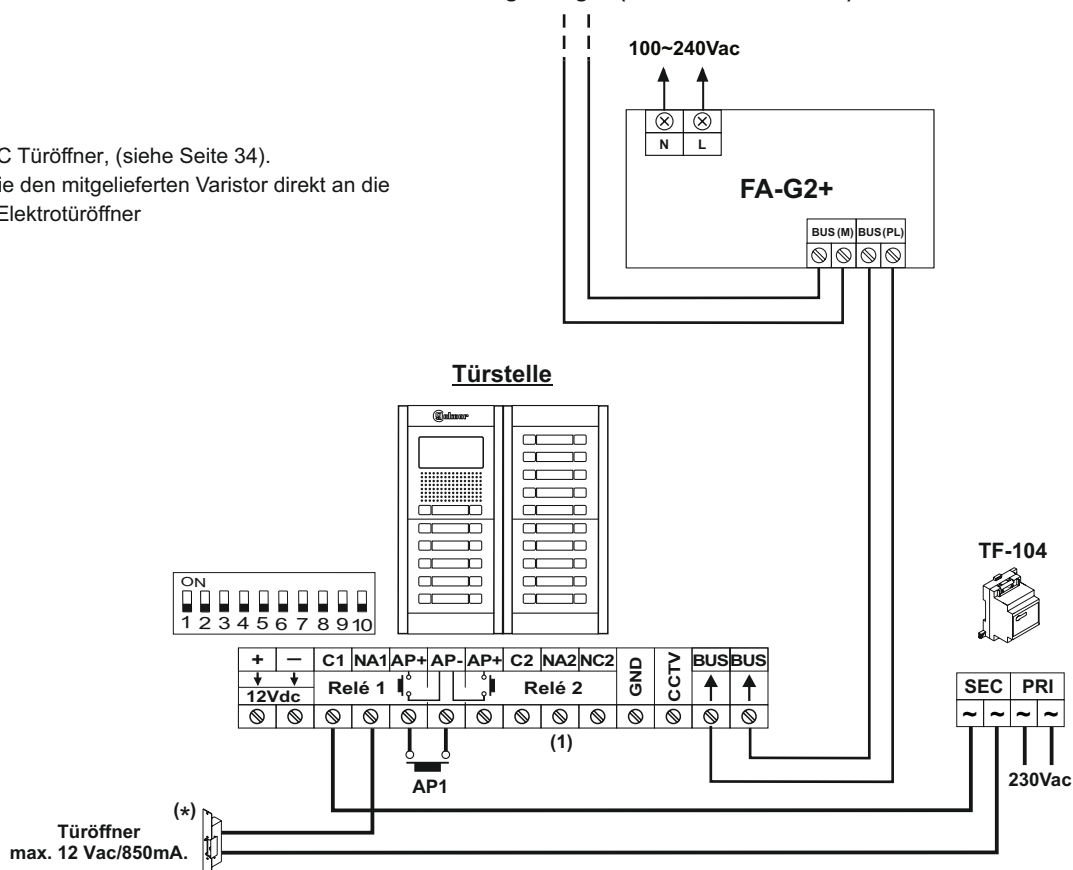 100~240Vac
N L
FA-G2+
BUS (M) BUS (PL)
C Türöffner, (siehe Seite 34).
ie den mitgelieferten Varistor direkt an die
Elektrotüröffner
Türstelle
Golmar
ON
1 2 3 4 5 6 7 8 9 10
TF-104
+ – C1 NA1 AP+ AP- AP+ C2 NA2 NC2 GND CCTV BUS BUS
12Vdc Relé 1 Relé 2
SEC PRI
~ ~ ~ ~
(1)
AP1
230Vac
(*)
Türöffner
max. 12 Vac/850mA.